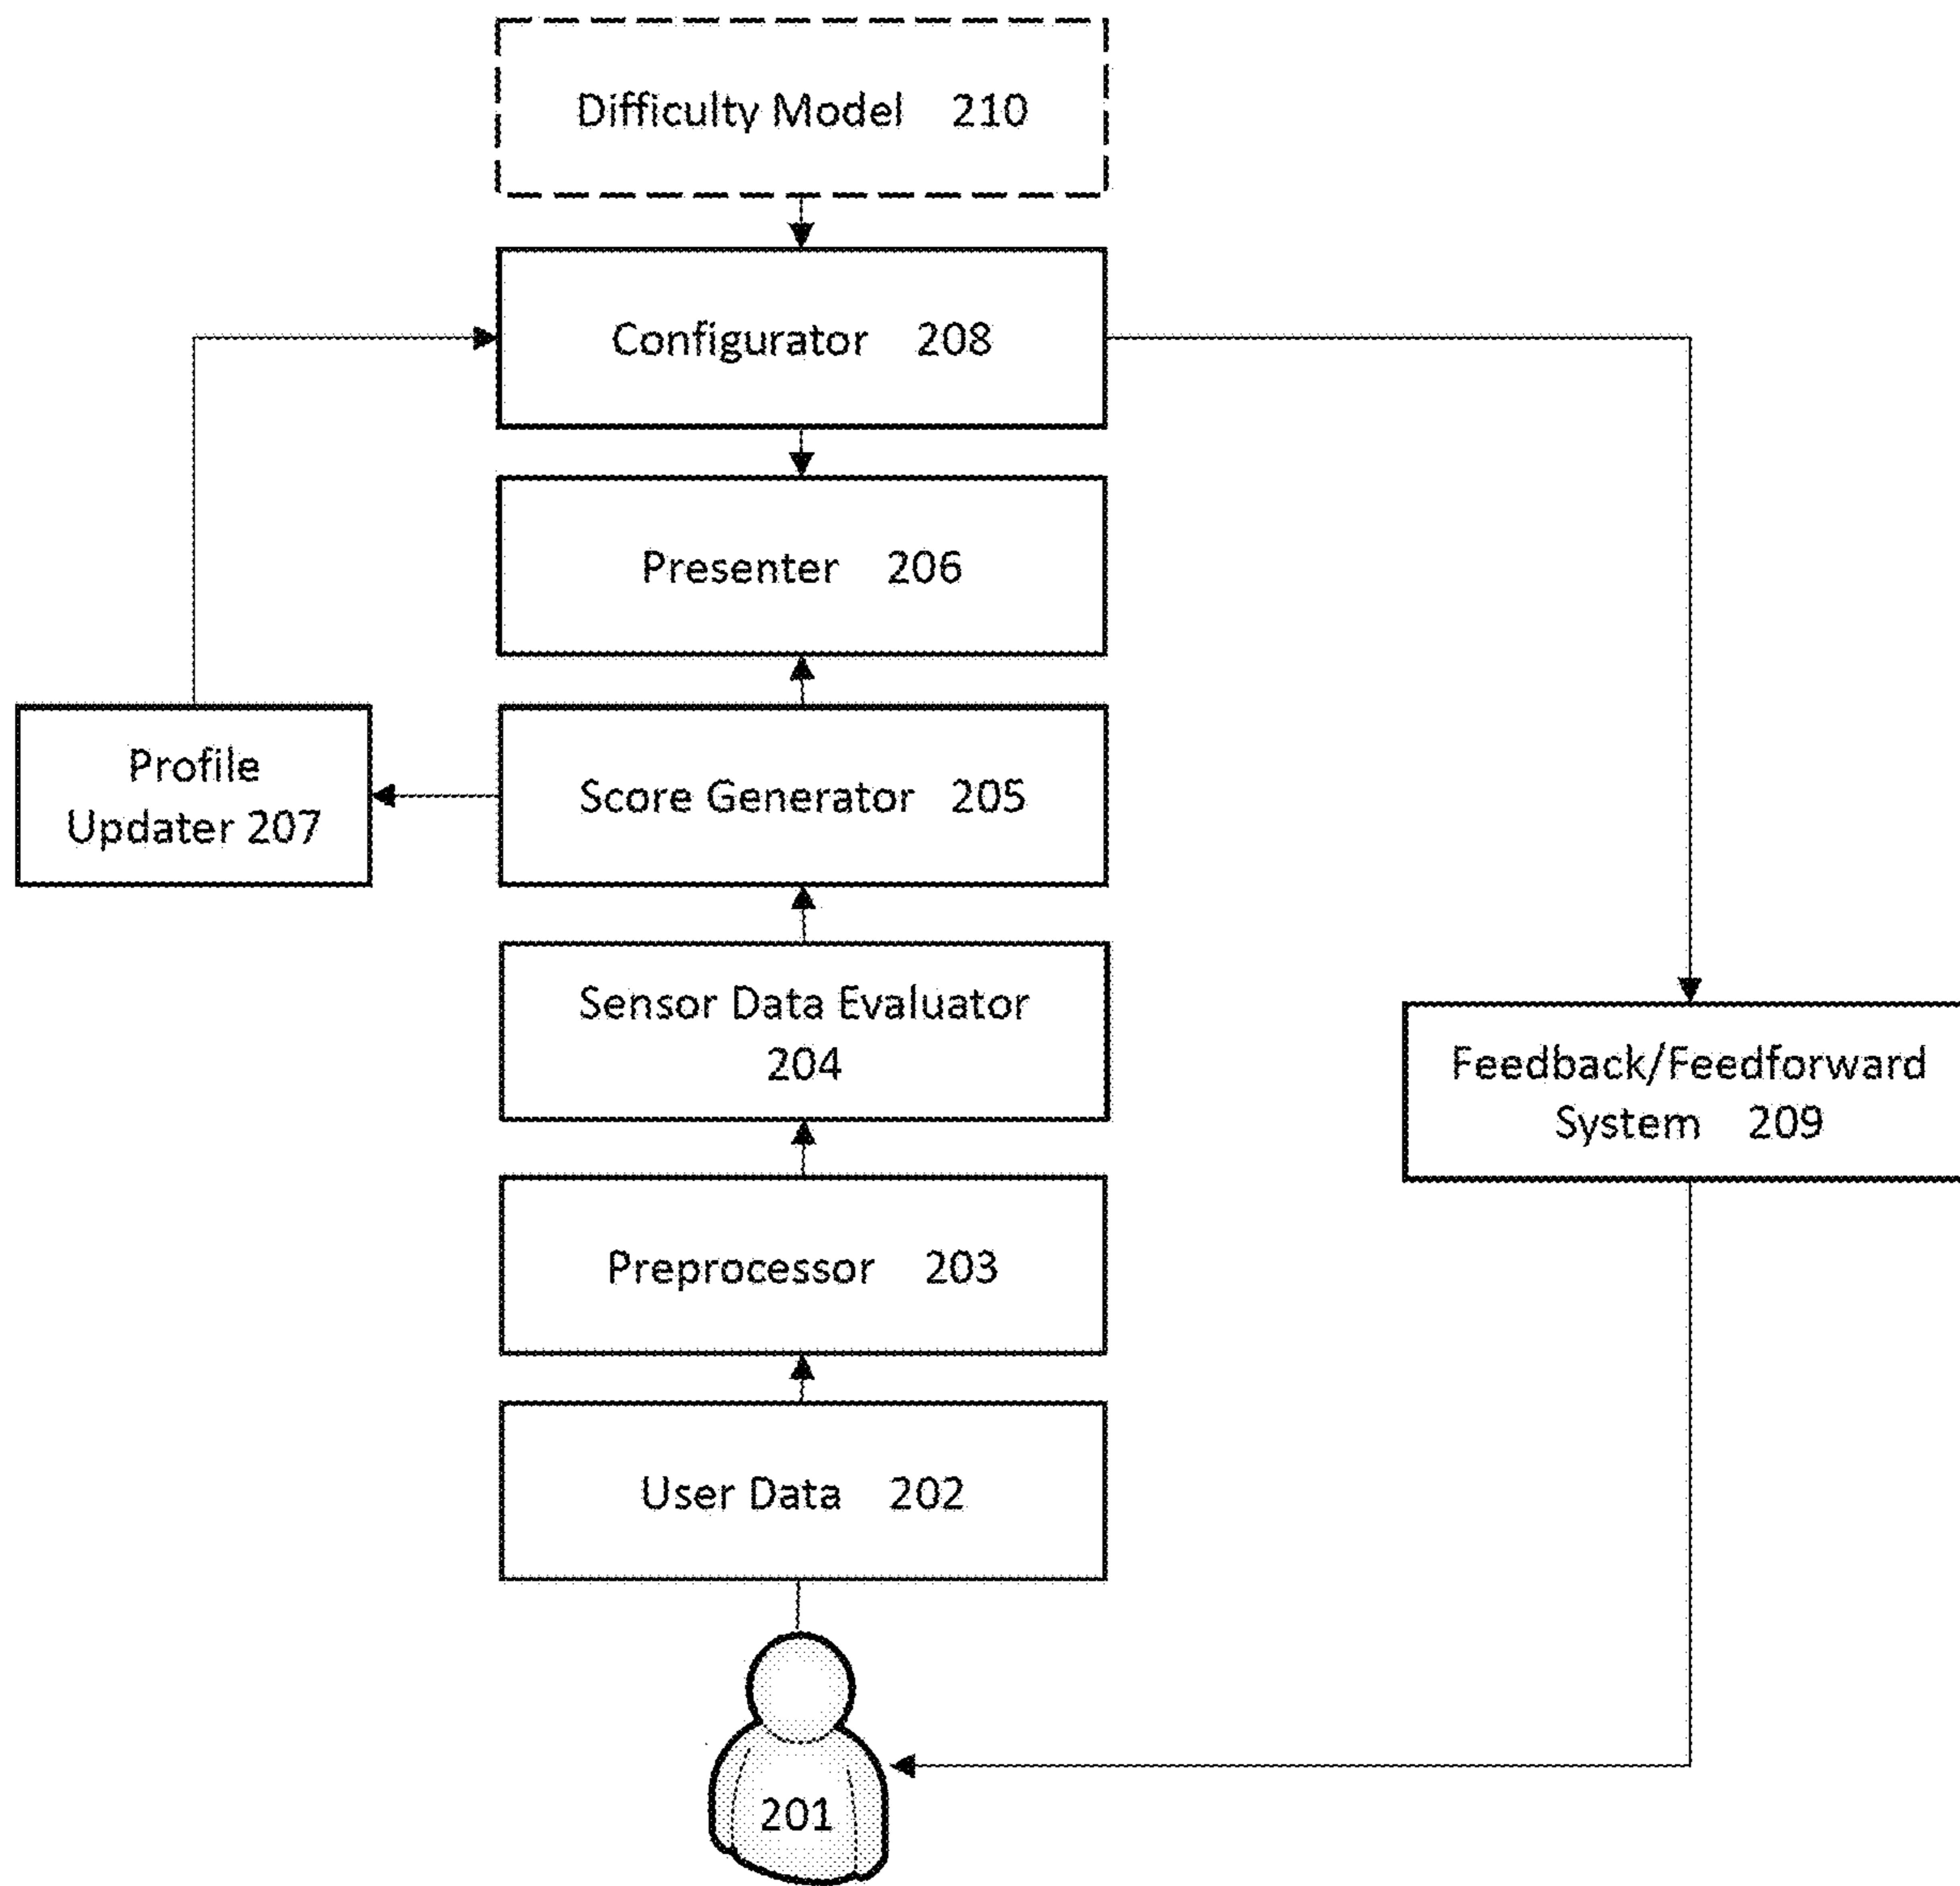 Difficulty Model 210
Configurator 208
Presenter 206
Profile
Updater 207
Score Generator 205
Sensor Data Evaluator
204
Feedback/Feedforward
System 209
Preprocessor 203
User Data 202
201